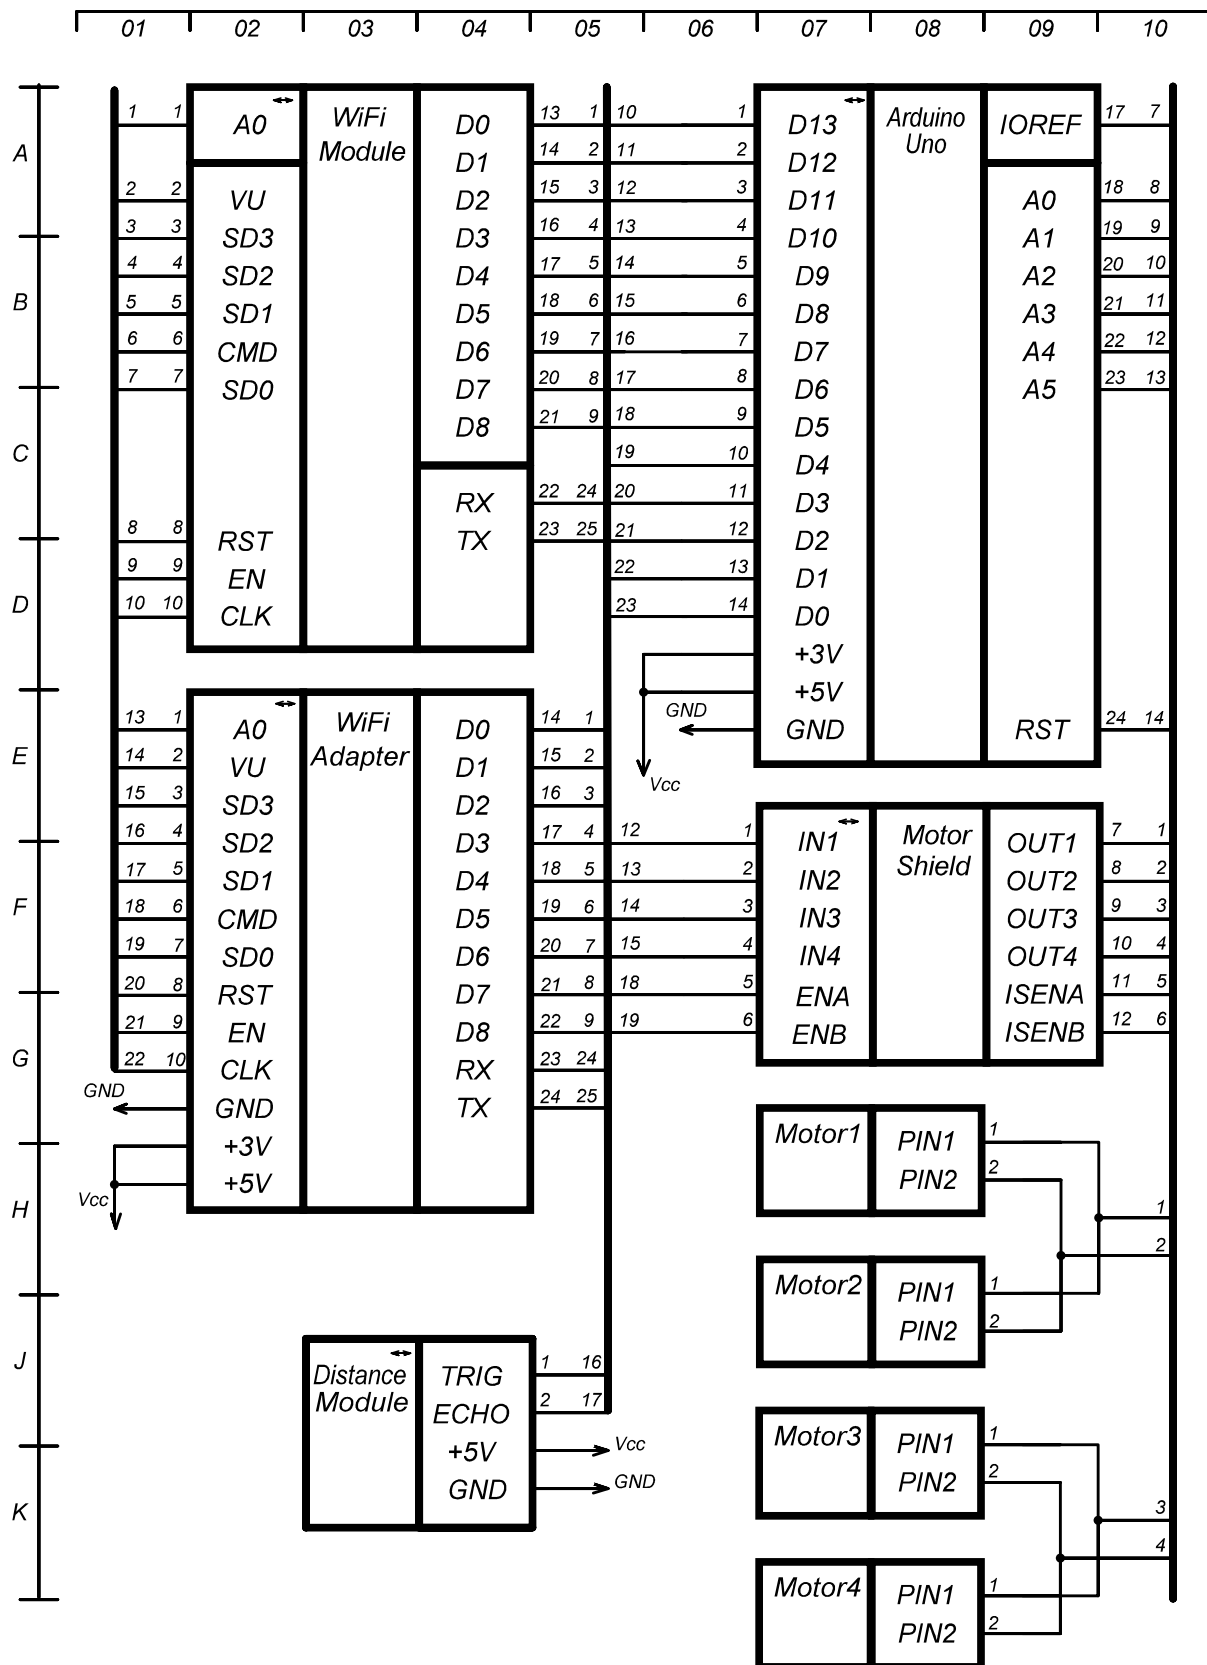 01 02 03 04 05 06 07 08 09 10
A
B
C
D
E
F
G
H
J
K
WiFi
Module
1 1 A0
2 2 VU
3 3 SD3
4 4 SD2
5 5 SD1
6 6 CMD
7 7 SD0
8 8 RST
9 9 EN
10 10 CLK
D0 13 1
D1 14 2
D2 15 3
D3 16 4
D4 17 5
D5 18 6
D6 19 7
D7 20 8
D8 21 9
RX 22 24
TX 23 25
WiFi
Adapter
13 1 A0
14 2 VU
15 3 SD3
16 4 SD2
17 5 SD1
18 6 CMD
19 7 SD0
20 8 RST
21 9 EN
22 10 CLK
GND GND
+3V
Vcc +5V
D0 14 1
D1 15 2
D2 16 3
D3 17 4
D4 18 5
D5 19 6
D6 20 7
D7 21 8
D8 22 9
RX 23 24
TX 24 25
Distance
Module
TRIG 1 16
ECHO 2 17
+5V Vcc
GND GND
Arduino
Uno
10 1 D13
11 2 D12
12 3 D11
13 4 D10
14 5 D9
15 6 D8
16 7 D7
17 8 D6
18 9 D5
19 10 D4
20 11 D3
21 12 D2
22 13 D1
23 14 D0
+3V
+5V
GND GND
Vcc
IOREF 17 7
A0 18 8
A1 19 9
A2 20 10
A3 21 11
A4 22 12
A5 23 13
RST 24 14
Motor
Shield
12 1 IN1
13 2 IN2
14 3 IN3
15 4 IN4
18 5 ENA
19 6 ENB
OUT1 7 1
OUT2 8 2
OUT3 9 3
OUT4 10 4
ISENA 11 5
ISENB 12 6
Motor1 PIN1 1
PIN2 2
1
2
Motor2 PIN1 1
PIN2 2
Motor3 PIN1 1
PIN2 2
3
4
Motor4 PIN1 1
PIN2 2